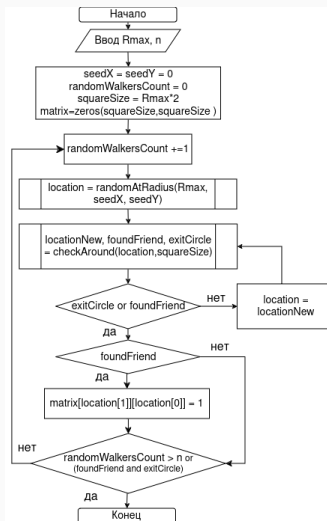 Начало
Ввод Rmax, n
seedX = seedY = 0
randomWalkersCount = 0
squareSize = Rmax*2
matrix=zeros(squareSize,squareSize )
randomWalkersCount +=1
location = randomAtRadius(Rmax,
seedX, seedY)
locationNew, foundFriend, exitCircle
= checkAround(location,squareSize)
exitCircle or foundFriend
нет
location =
locationNew
да
foundFriend
нет
да
matrix[location[1]][location[0]] = 1
нет
randomWalkersCount > n or
(foundFriend and exitCircle)
да
Конец